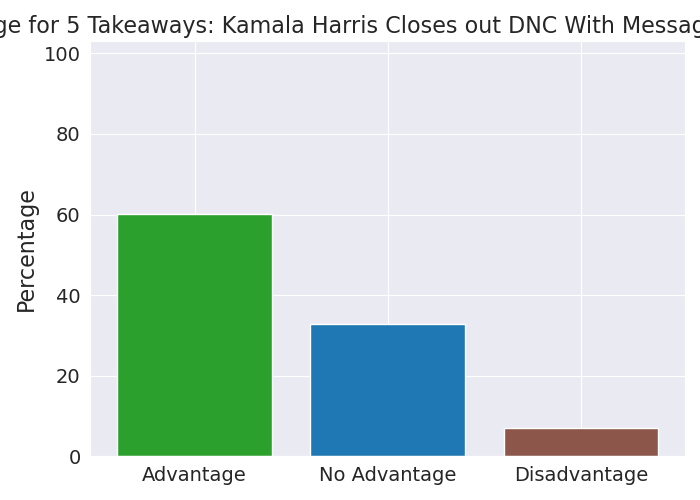 ge for 5 Takeaways: Kamala Harris Closes out DNC With Messag
100
80
60
40
20
0
Percentage
Advantage No Advantage Disadvantage